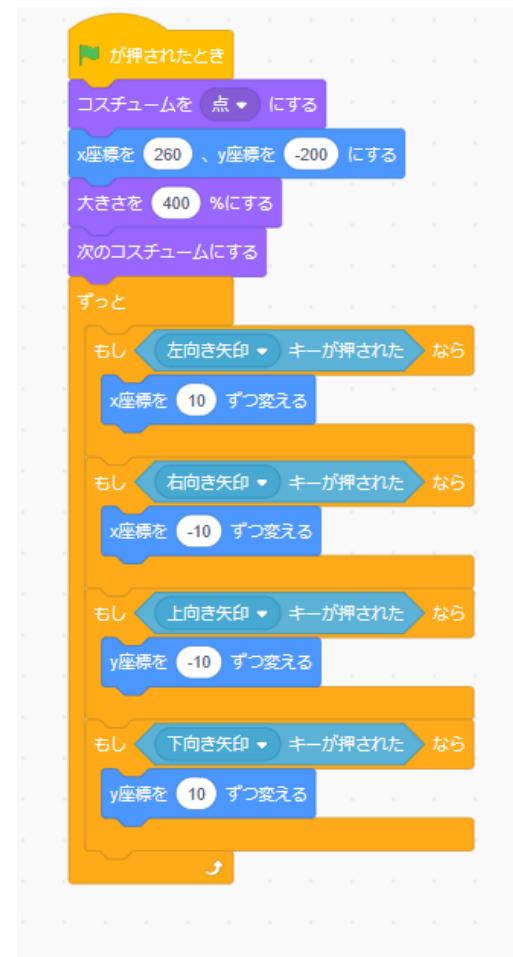 が押されたとき
コスチュームを 点 にする
x座標を 260 、y座標を -200 にする
大きさを 400 %にする
次のコスチュームにする
ずっと
もし 左向き矢印 キーが押された なら
x座標を 10 ずつ変える
もし 右向き矢印 キーが押された なら
x座標を -10 ずつ変える
もし 上向き矢印 キーが押された なら
y座標を -10 ずつ変える
もし 下向き矢印 キーが押された なら
y座標を 10 ずつ変える